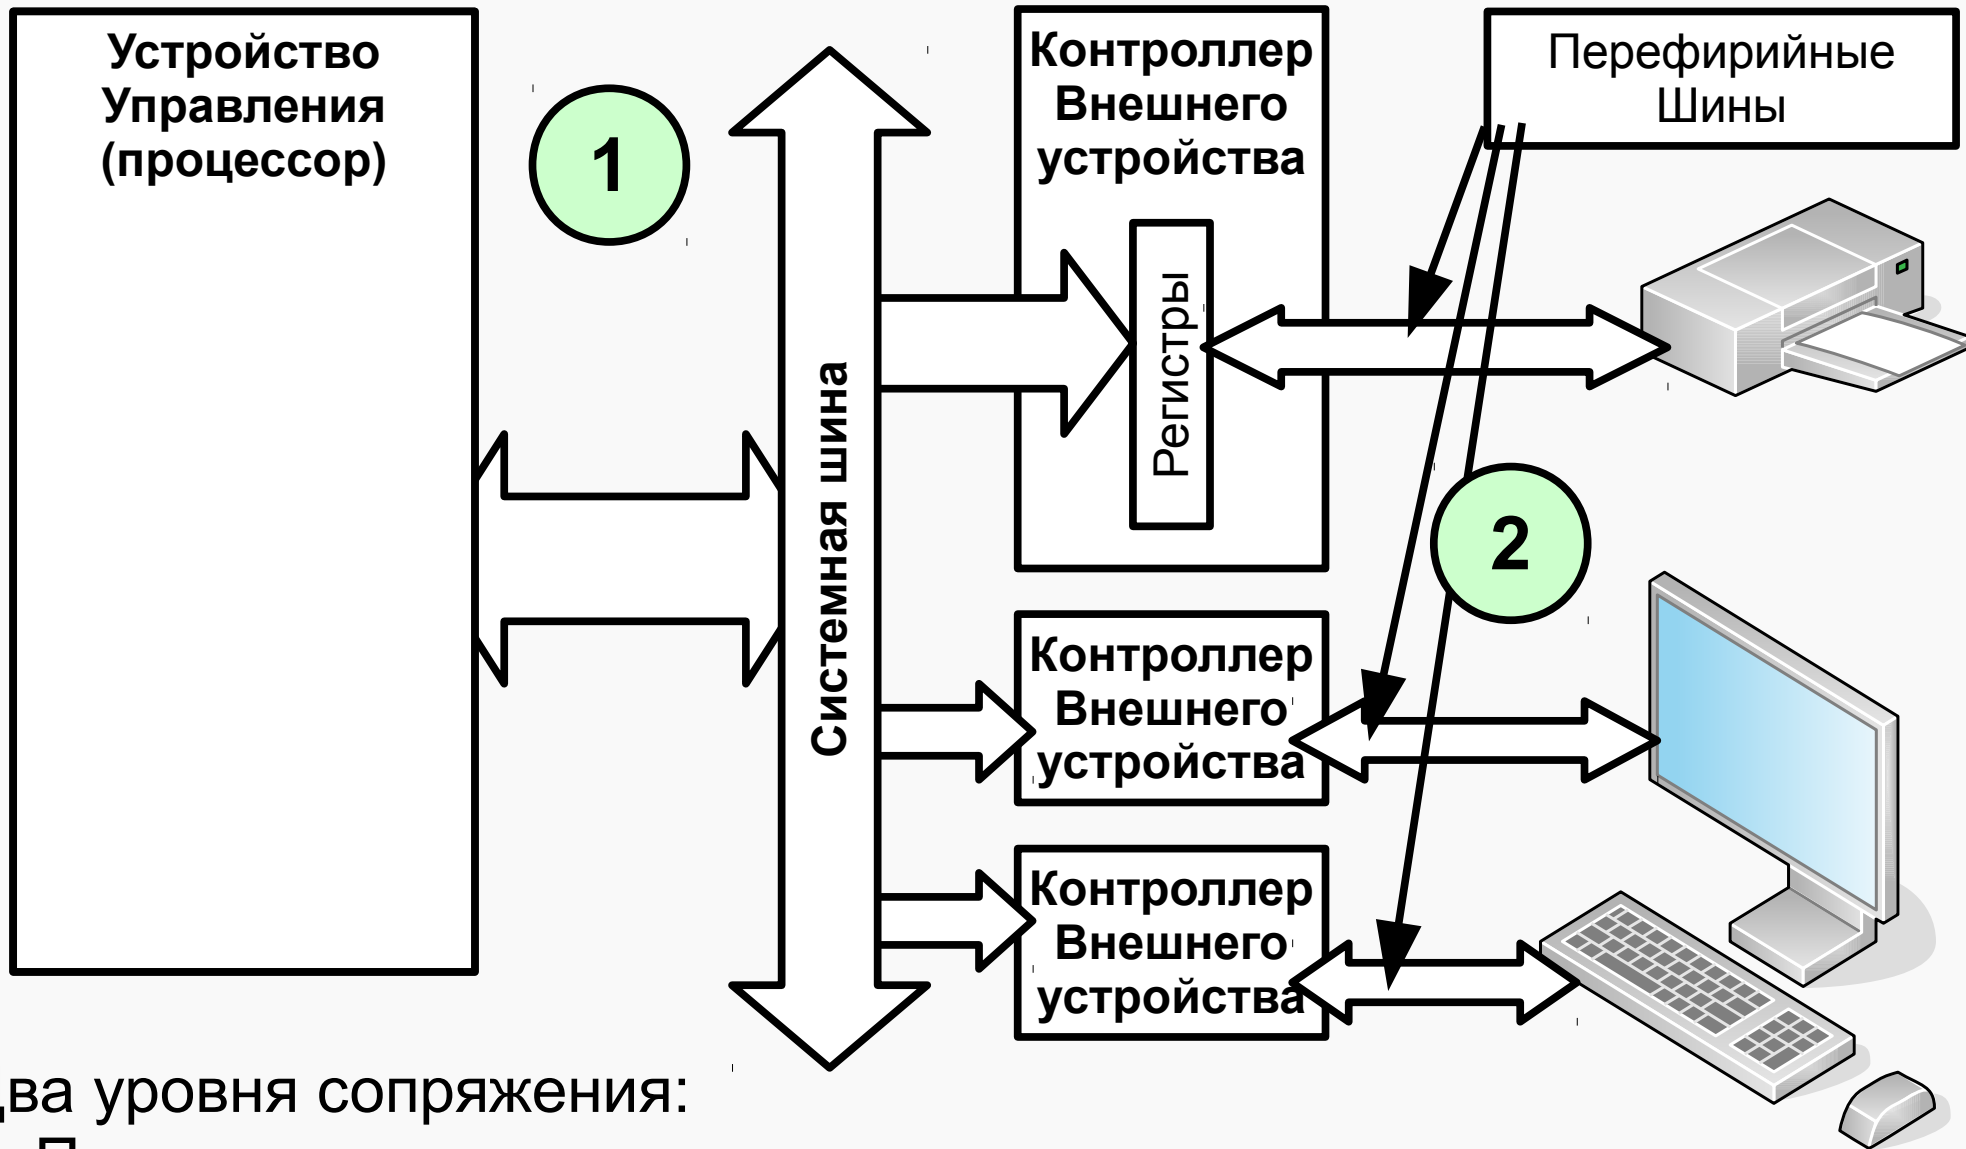 Устройство
Управления
(процессор)
1
Системная шина
Контроллер
Внешнего
устройства
Регистры
Перефирийные
Шины
2
Контроллер
Внешнего
устройства
Контроллер
Внешнего
устройства
два уровня сопряжения: